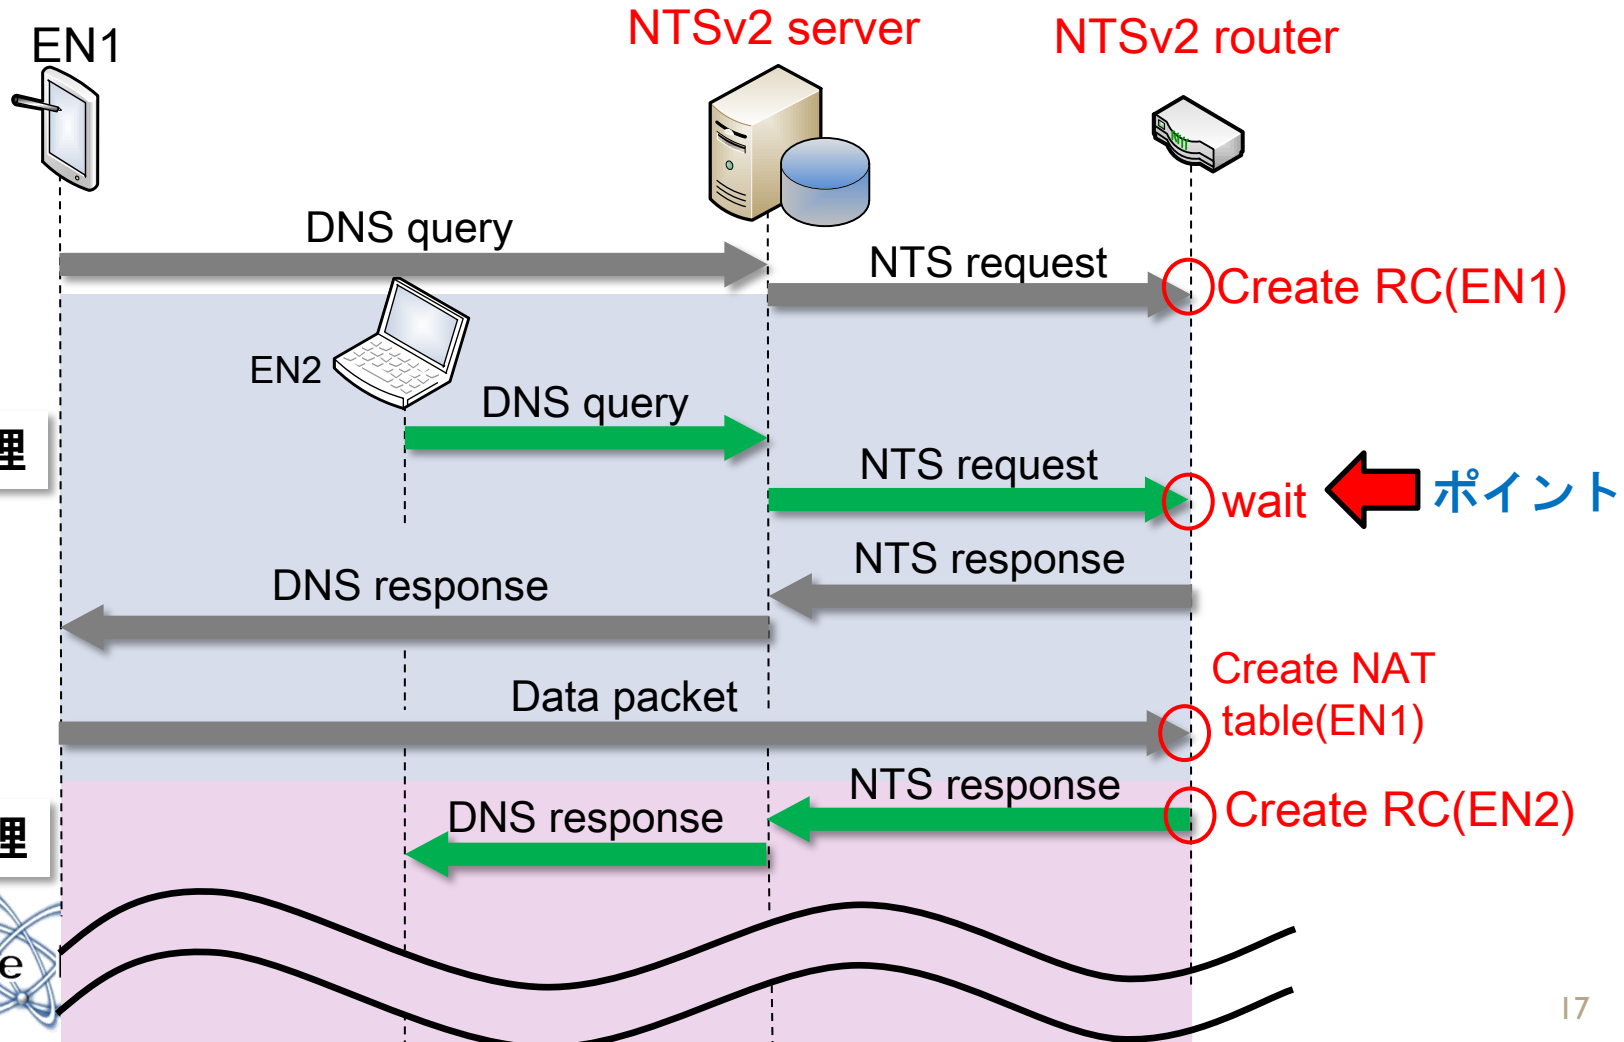 EN1
NTSv2 server
NTSv2 router
DNS query
NTS request
Create RC(EN1)
EN2
DNS query
理
NTS request
wait
ポイント
NTS response
DNS response
Create NAT
table(EN1)
Data packet
NTS response
Create RC(EN2)
DNS response
理
e
17